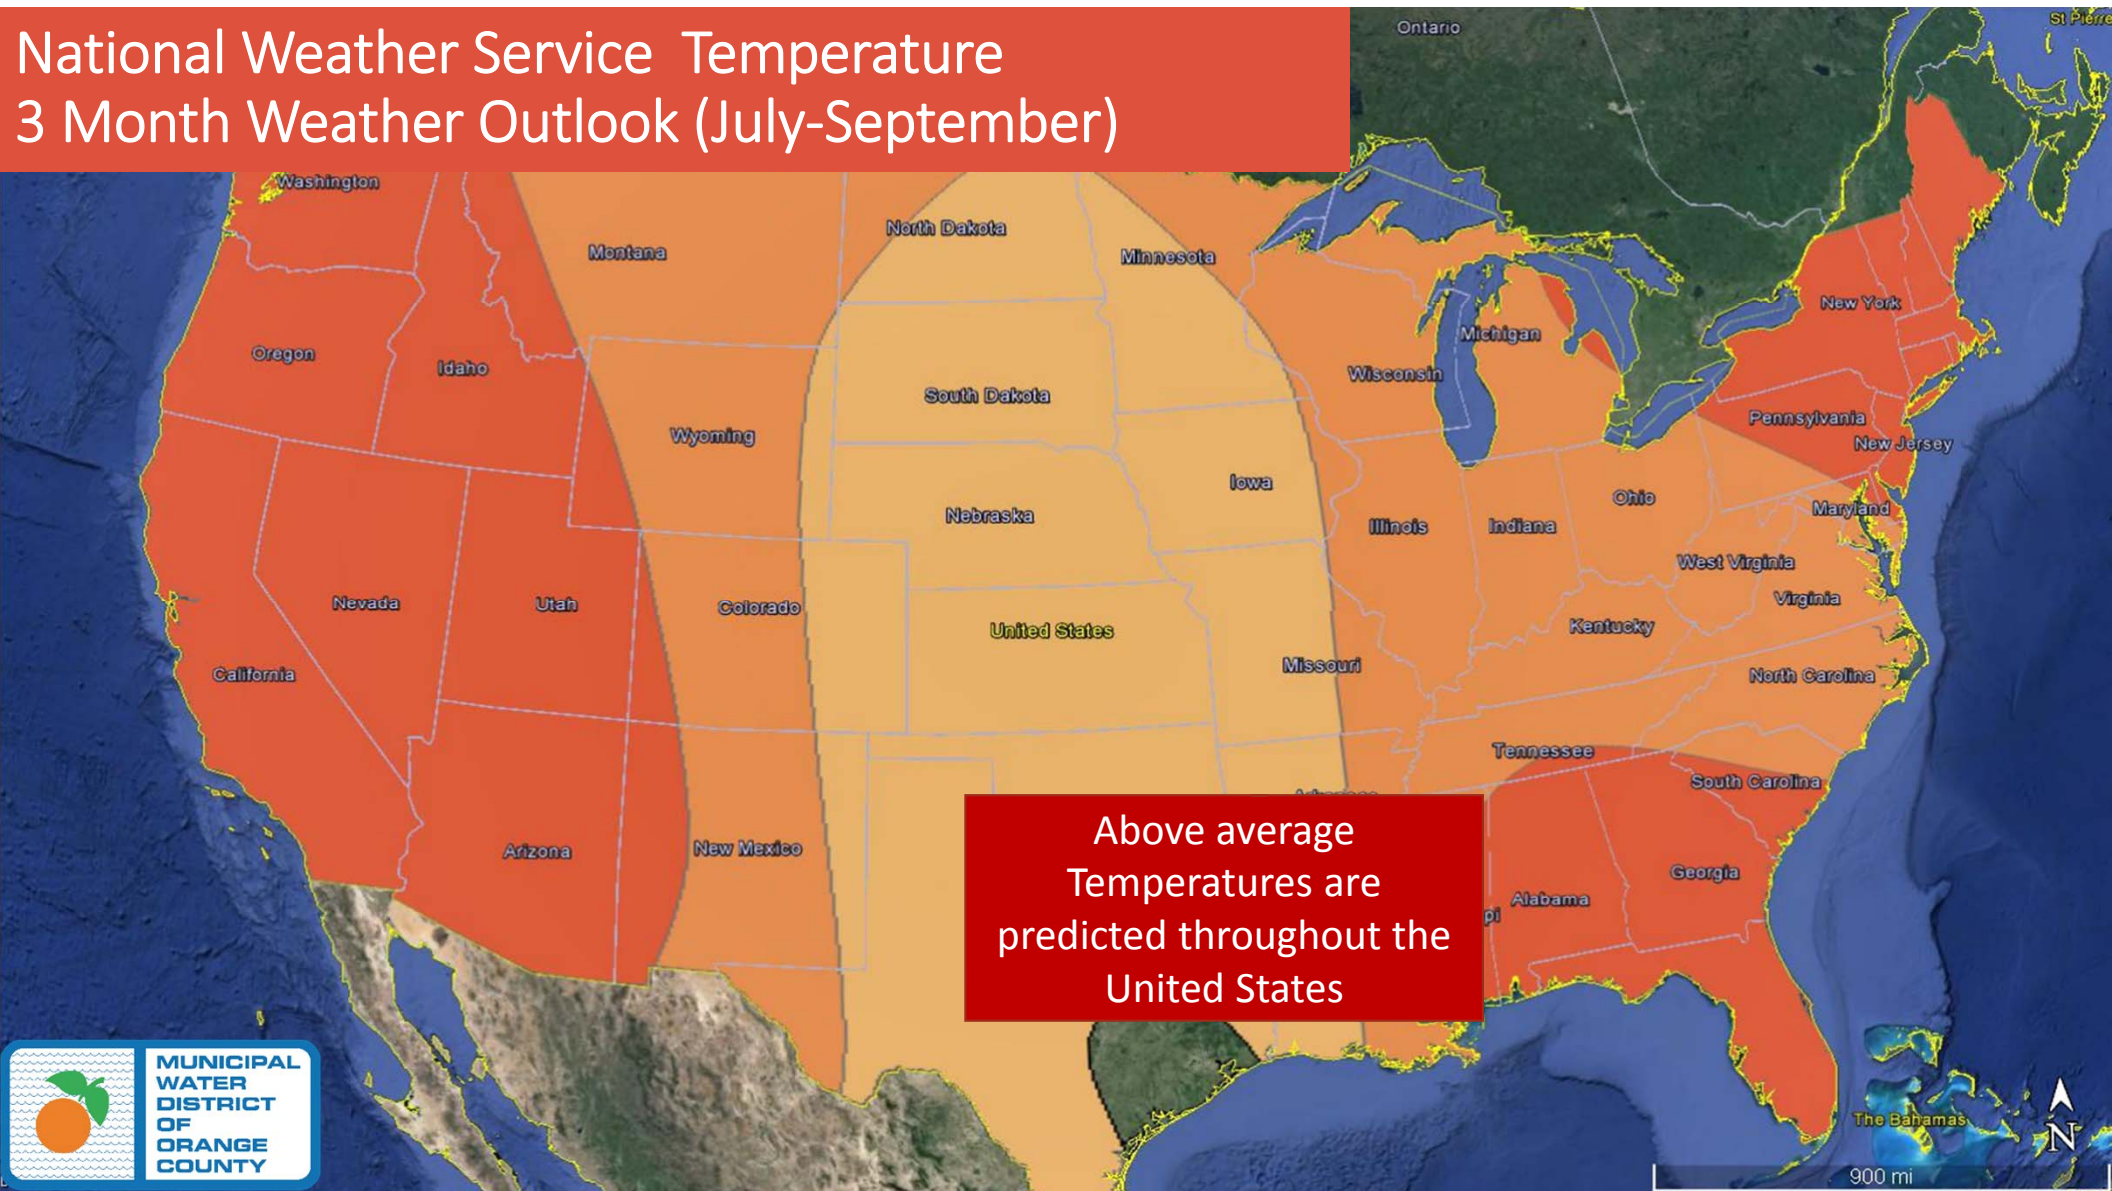 National Weather Service  Temperature
3 Month Weather Outlook (July-September)
Ontario
St Pierre
Washington
Montana
North Dakota
Minnesota
Oregon
Idaho
Wyoming
South Dakota
Wisconsin
Michigan
New York
Pennsylvania
New Jersey
Nebraska
Iowa
Illinois
Indiana
Ohio
Maryland
West Virginia
Virginia
Nevada
Utah
Colorado
United States
Kentucky
California
Missouri
North Carolina
Tennessee
South Carolina
Arizona
New Mexico
Georgia
Alabama
pi
Above average
Temperatures are
predicted throughout the
United States
MUNICIPAL
WATER
DISTRICT
OF
ORANGE
COUNTY
The Bahamas
N
900 mi